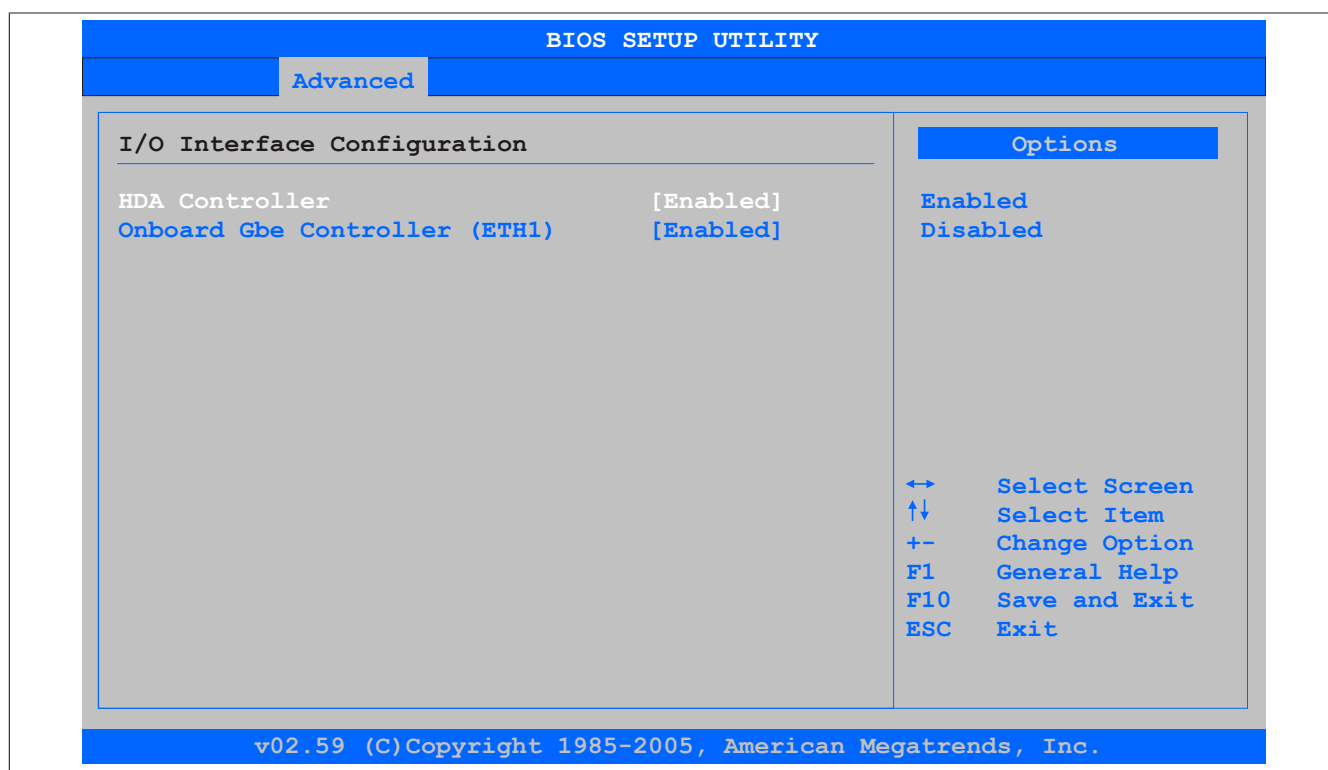 BIOS SETUP UTILITY
Advanced
I/O Interface Configuration
HDA Controller [Enabled]
Onboard Gbe Controller (ETH1) [Enabled]
Options
Enabled
Disabled
↔ Select Screen
↑↓ Select Item
+- Change Option
F1 General Help
F10 Save and Exit
ESC Exit
v02.59 (C)Copyright 1985-2005, American Megatrends, Inc.